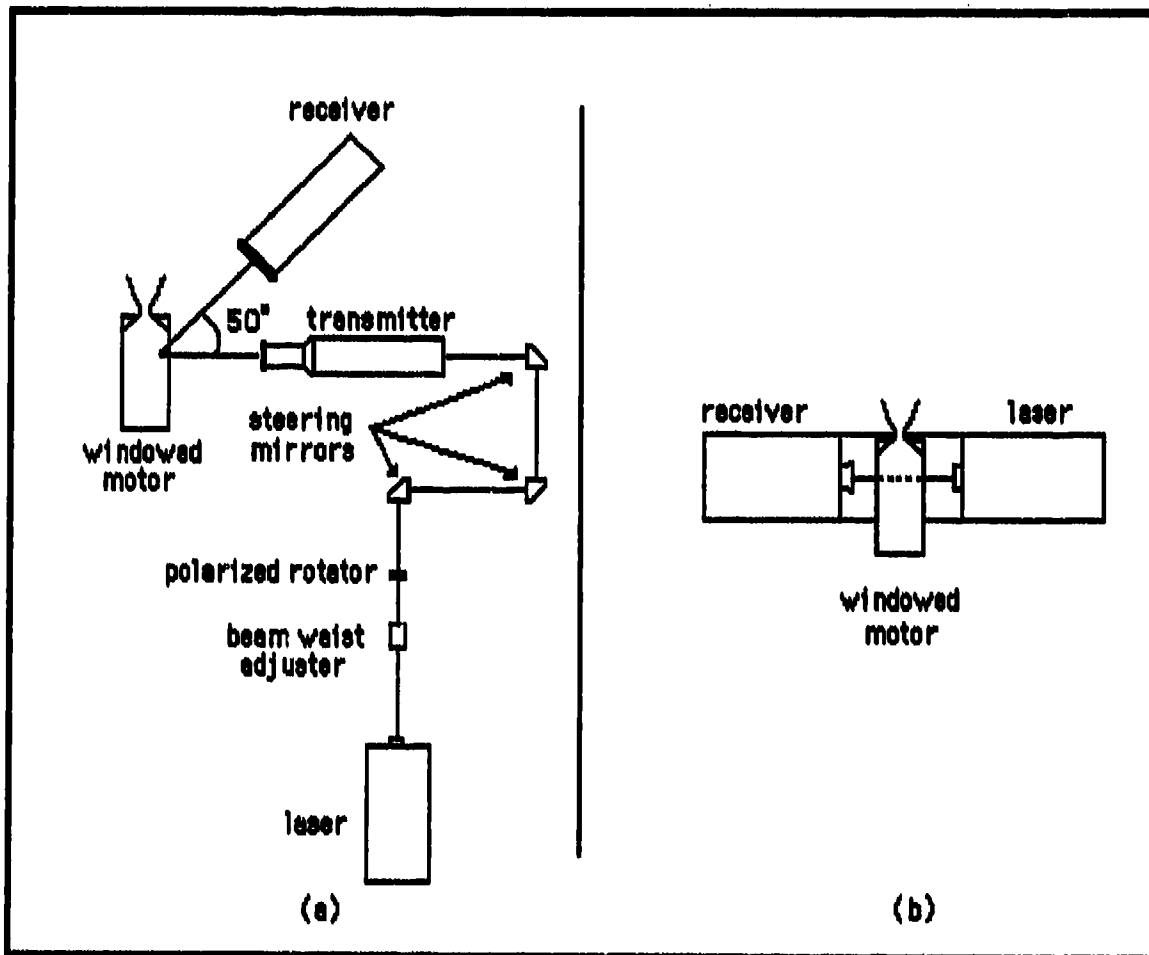 receiver
50°
transmitter
steering
mirrors
windowed
motor
polarized rotator
beam waist
adjuster
laser
(a)
receiver
laser
windowed
motor
(b)